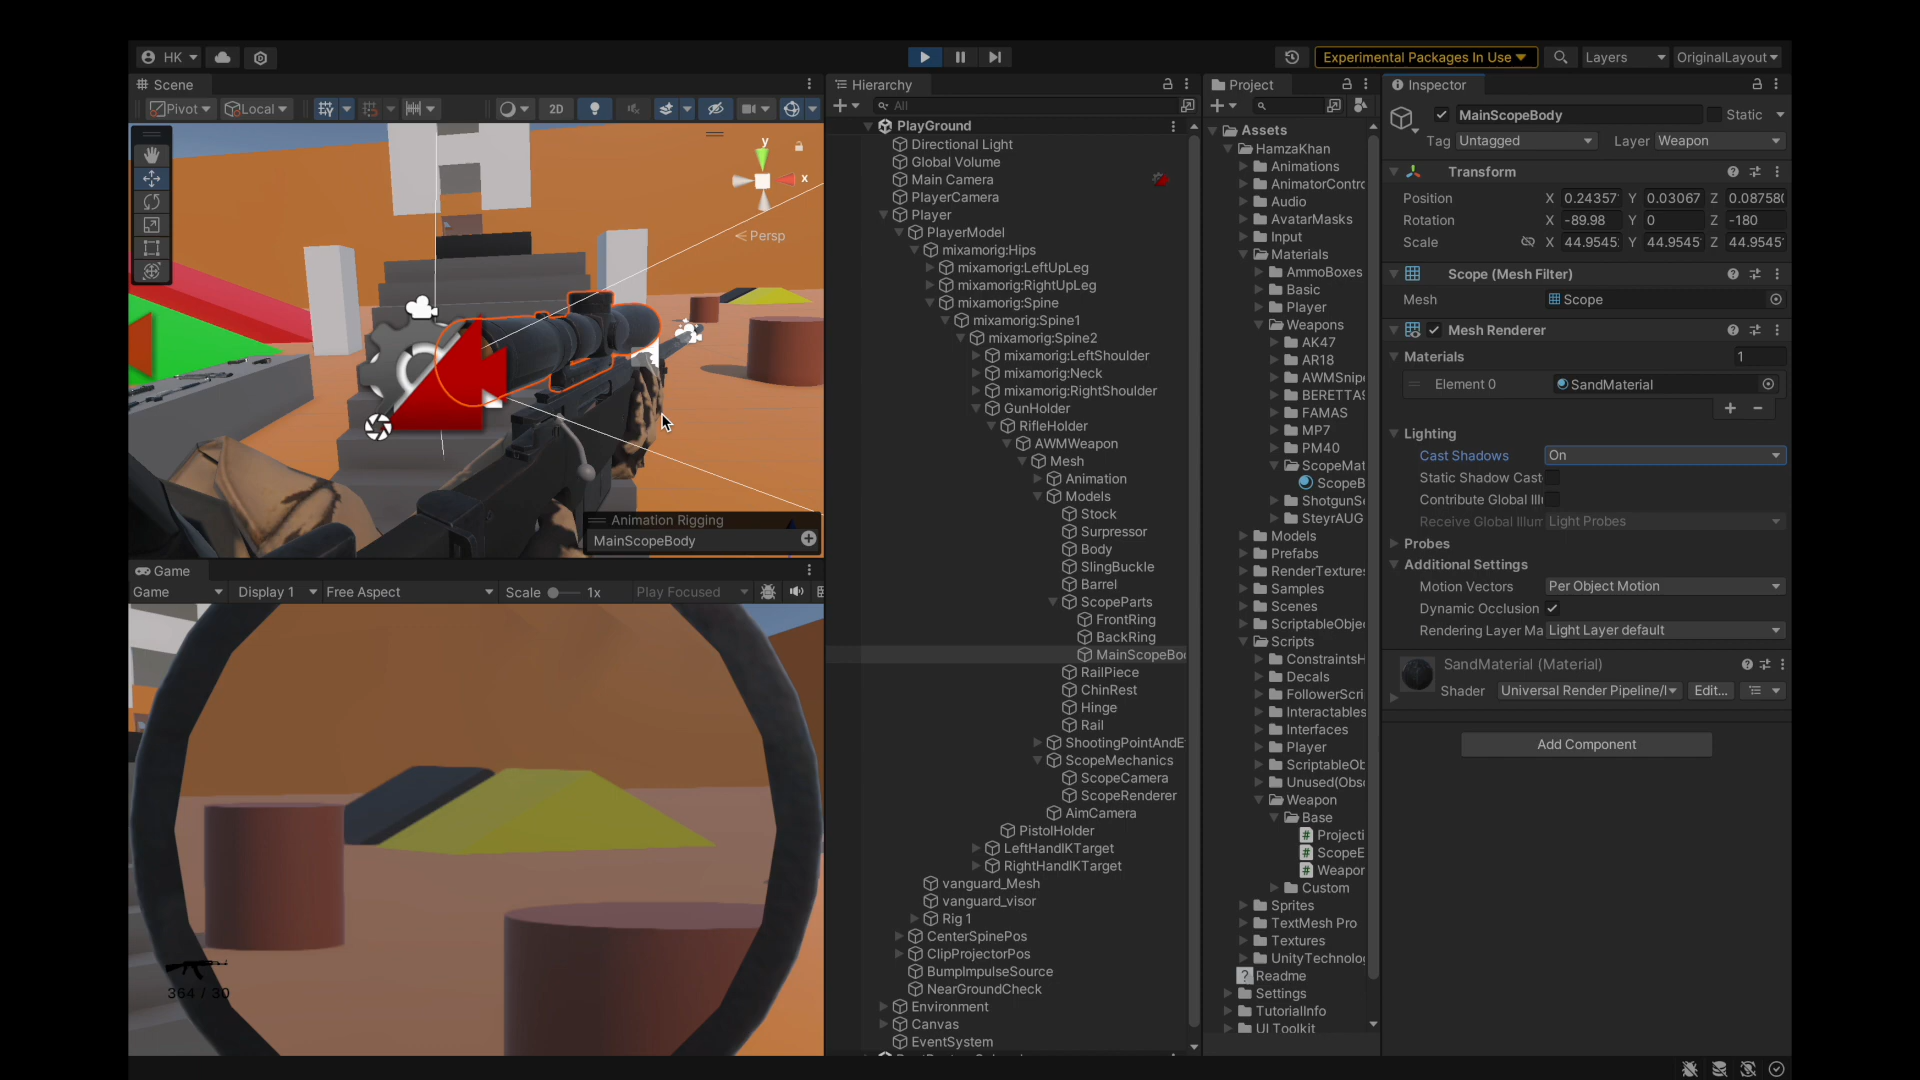 HK
Experimental Packages In Use
Layers
OriginalLayout
Scene
Pivot
Local
2D
y
x
Persp
Animation Rigging
MainScopeBody
Game
Game
Display 1
Free Aspect
Scale
1x
Play Focused
364 / 30
Hierarchy
All
PlayGround
Directional Light
Global Volume
Main Camera
PlayerCamera
Player
PlayerModel
mixamorig:Hips
mixamorig:LeftUpLeg
mixamorig:RightUpLeg
mixamorig:Spine
mixamorig:Spine1
mixamorig:Spine2
mixamorig:LeftShoulder
mixamorig:Neck
mixamorig:RightShoulder
GunHolder
RifleHolder
AWMWeapon
Mesh
Animation
Models
Stock
Surpressor
Body
SlingBuckle
Barrel
ScopeParts
FrontRing
BackRing
MainScopeBo
RailPiece
ChinRest
Hinge
Rail
ShootingPointAndE
ScopeMechanics
ScopeCamera
ScopeRenderer
AimCamera
PistolHolder
LeftHandIKTarget
RightHandIKTarget
vanguard_Mesh
vanguard_visor
Rig 1
CenterSpinePos
ClipProjectorPos
BumpImpulseSource
NearGroundCheck
Environment
Canvas
EventSystem
Project
Assets
HamzaKhan
Animations
AnimatorContr
Audio
AvatarMasks
Input
Materials
AmmoBoxes
Basic
Player
Weapons
AK47
AR18
AWMSnipe
BERETTAS
FAMAS
MP7
PM40
ScopeMat
ScopeB
ShotgunS
SteyrAUG
Models
Prefabs
RenderTexture
Samples
Scenes
ScriptableObje
Scripts
ConstraintsH
Decals
FollowerScri
Interactables
Interfaces
Player
ScriptableOb
Unused(Obs
Weapon
Base
Projecti
ScopeE
Weapor
Custom
Sprites
TextMesh Pro
Textures
UnityTechnolo
Readme
Settings
TutorialInfo
UI Toolkit
Inspector
MainScopeBody
Static
Tag Untagged Layer Weapon
Transform
Position X 0.24357 Y 0.03067 Z 0.08758
Rotation X -89.98 Y 0 Z -180
Scale X 44.9545 Y 44.9545 Z 44.9545
Scope (Mesh Filter)
Mesh Scope
Mesh Renderer
Materials 1
Element 0 SandMaterial
Lighting
Cast Shadows On
Static Shadow Cast
Contribute Global Ill
Receive Global Illum Light Probes
Probes
Additional Settings
Motion Vectors Per Object Motion
Dynamic Occlusion
Rendering Layer Ma Light Layer default
SandMaterial (Material)
Shader Universal Render Pipeline/l Edit...
Add Component